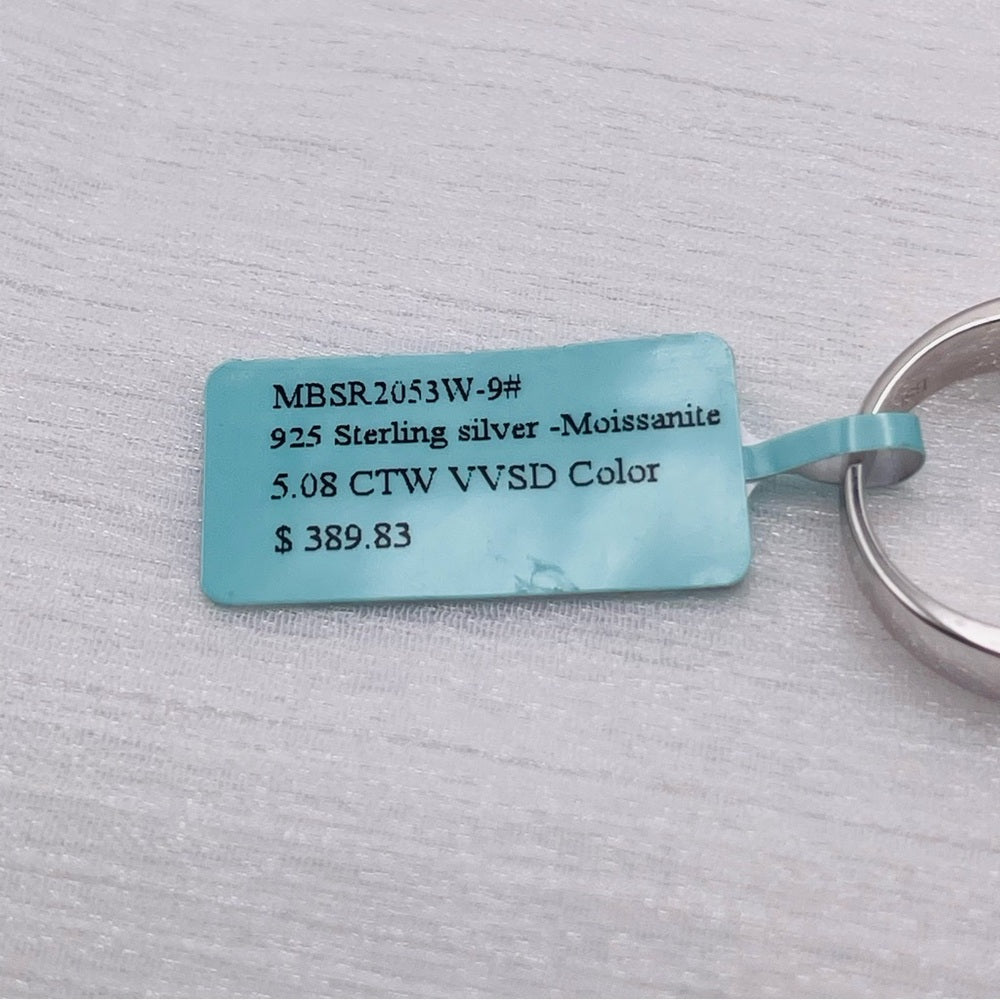 MBSR2053W-9#
925 Sterling silver -Moissanite
5.08 CTW VVSD Color
$ 389.83